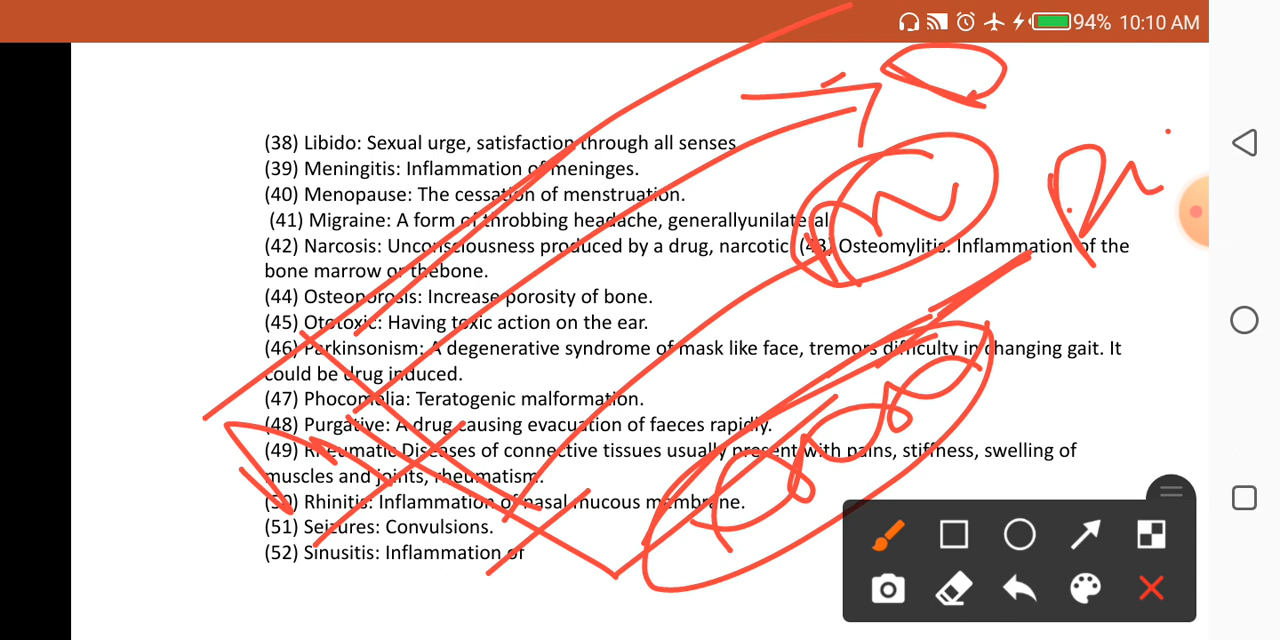 94% 10:10 AM
(38) Libido: Sexual urge, satisfaction through all senses
(39) Meningitis: Inflammation of meninges.
(40) Menopause: The cessation of menstruation.
(41) Migraine: A form of throbbing headache, generallyunilateral
(42) Narcosis: Unconsciousness produced by a drug, narcotic (43) Osteomylitis: Inflammation of the
bone marrow or thebone.
(44) Osteoporosis: Increase porosity of bone.
(45) Ototoxic: Having toxic action on the ear.
(46) Parkinsonism: A degenerative syndrome of mask like face, tremors difficulty in changing gait. It
could be drug induced.
(47) Phocomelia: Teratogenic malformation.
(48) Purgative: A drug causing evacuation of faeces rapidly.
(49) Rheumatic Diseases of connective tissues usually present with pains, stiffness, swelling of
muscles and joints, rheumatism.
(50) Rhinitis: Inflammation of nasal mucous membrane.
(51) Seizures: Convulsions.
(52) Sinusitis: Inflammation of